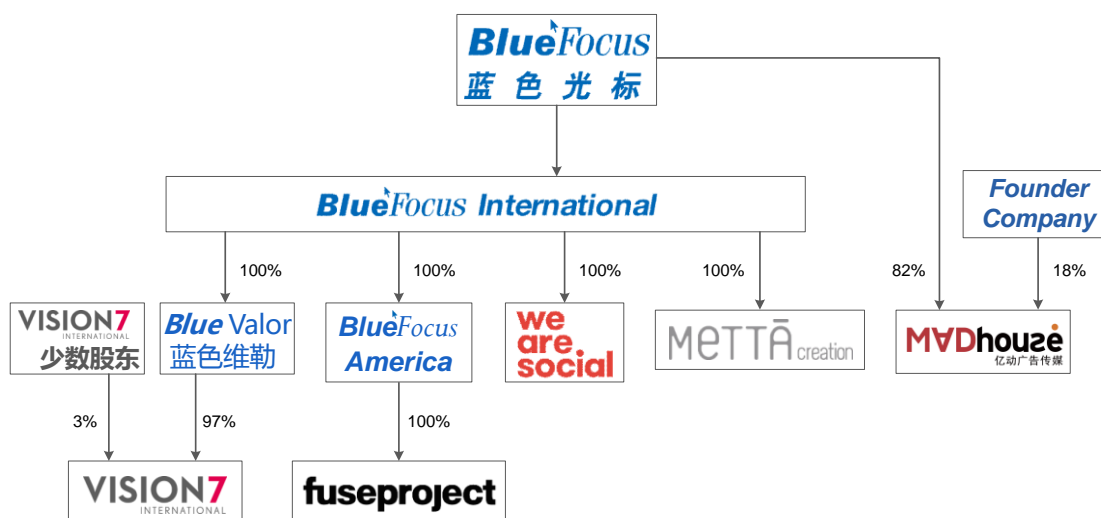 BlueFocus
蓝色光标
BlueFocus International
Founder
Company
100%
100%
100%
100%
82%
18%
VISION7
INTERNATIONAL
少数股东
Blue Valor
蓝色维勒
BlueFocus
America
we
are
social
MeTTĀ creation
MADhouse
亿动广告传媒
3%
97%
100%
VISION7
INTERNATIONAL
fuseproject